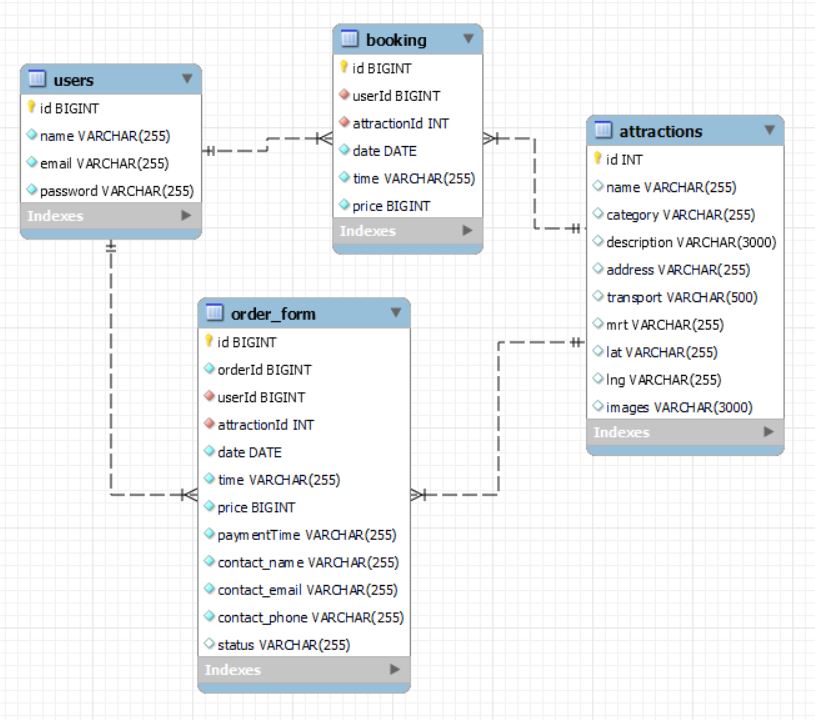 users
id BIGINT
name VARCHAR(255)
email VARCHAR(255)
password VARCHAR(255)
Indexes
booking
id BIGINT
userId BIGINT
attractionId INT
date DATE
time VARCHAR(255)
price BIGINT
Indexes
attractions
id INT
name VARCHAR(255)
category VARCHAR(255)
description VARCHAR(3000)
address VARCHAR(255)
transport VARCHAR(500)
mrt VARCHAR(255)
lat VARCHAR(255)
lng VARCHAR(255)
images VARCHAR(3000)
Indexes
order_form
id BIGINT
orderId BIGINT
userId BIGINT
attractionId INT
date DATE
time VARCHAR(255)
price BIGINT
paymentTime VARCHAR(255)
contact_name VARCHAR(255)
contact_email VARCHAR(255)
contact_phone VARCHAR(255)
status VARCHAR(255)
Indexes